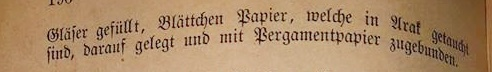 Gläser gefüllt, Blättchen Papier, welche in Arak getaucht
sind, darauf gelegt und mit Pergamentpapier zugebunden.